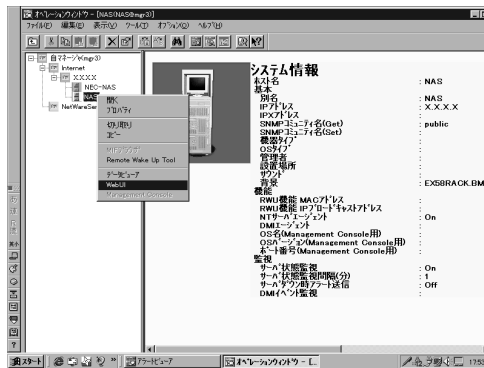 オペレーションウィンドウ - [NAS(NAS@mgr3)]
ファイル(F) 編集(E) 表示(V) ツール(T) オプション(O) ヘルプ(H)
自マネージャ(mgr3)
Internet
XXXX
NEC-NAS
NAS
NetWareSer
開く
プロパティ
切り取り
コピー
MIFブラウザ
Remote Wake Up Tool
データビューア
WebUI
Management Console
システム情報
ホスト名 : NAS
基本
別名 : NAS
IPアドレス : X.X.X.X
IPXアドレス :
SNMPコミュニティ名(Get) : public
SNMPコミュニティ名(Set) :
機器タイプ :
OSタイプ :
管理者 :
設置場所 :
サウンド :
背景 : EX58RACK.BM
機能
RWU機能 MACアドレス :
RWU機能 IPブロードキャストアドレス :
NTサーバエージェント : On
DMIエージェント :
OS名(Management Console用) :
OSバージョン(Management Console用) :
ポート番号(Management Console用) :
監視
サーバ状態監視 : On
サーバ状態監視間隔(分) : 1
サーバダウン時アラート送信 : Off
DMIイベント監視 :
スタート
アラートビューア
オペレーションウィンドウ - [...
17:53